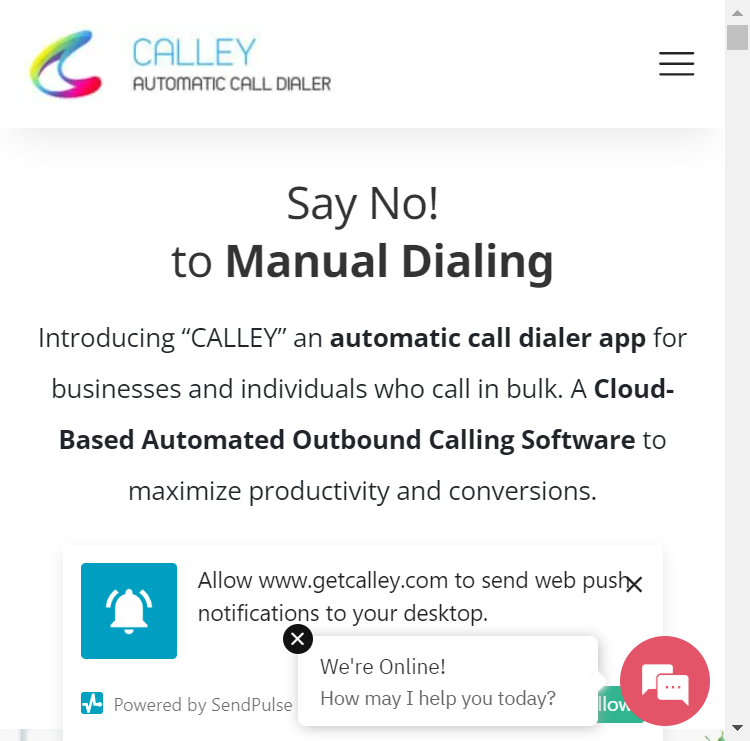 CALLEY
AUTOMATIC CALL DIALER
Say No!
to Manual Dialing
Introducing “CALLEY” an automatic call dialer app for
businesses and individuals who call in bulk. A Cloud-
Based Automated Outbound Calling Software to
maximize productivity and conversions.
Allow www.getcalley.com to send web push
notifications to your desktop.
We're Online!
How may I help you today?
Powered by SendPulse